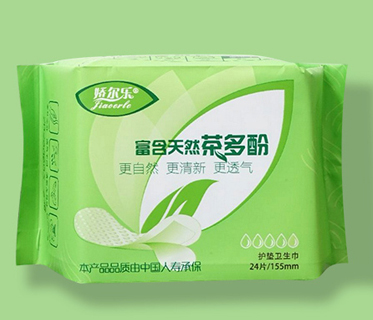 娇尔乐®
Jiaoerle
富含天然茶多酚
更自然 更清新 更透气
本产品品质由中国人寿承保
护垫卫生巾
24片/155mm